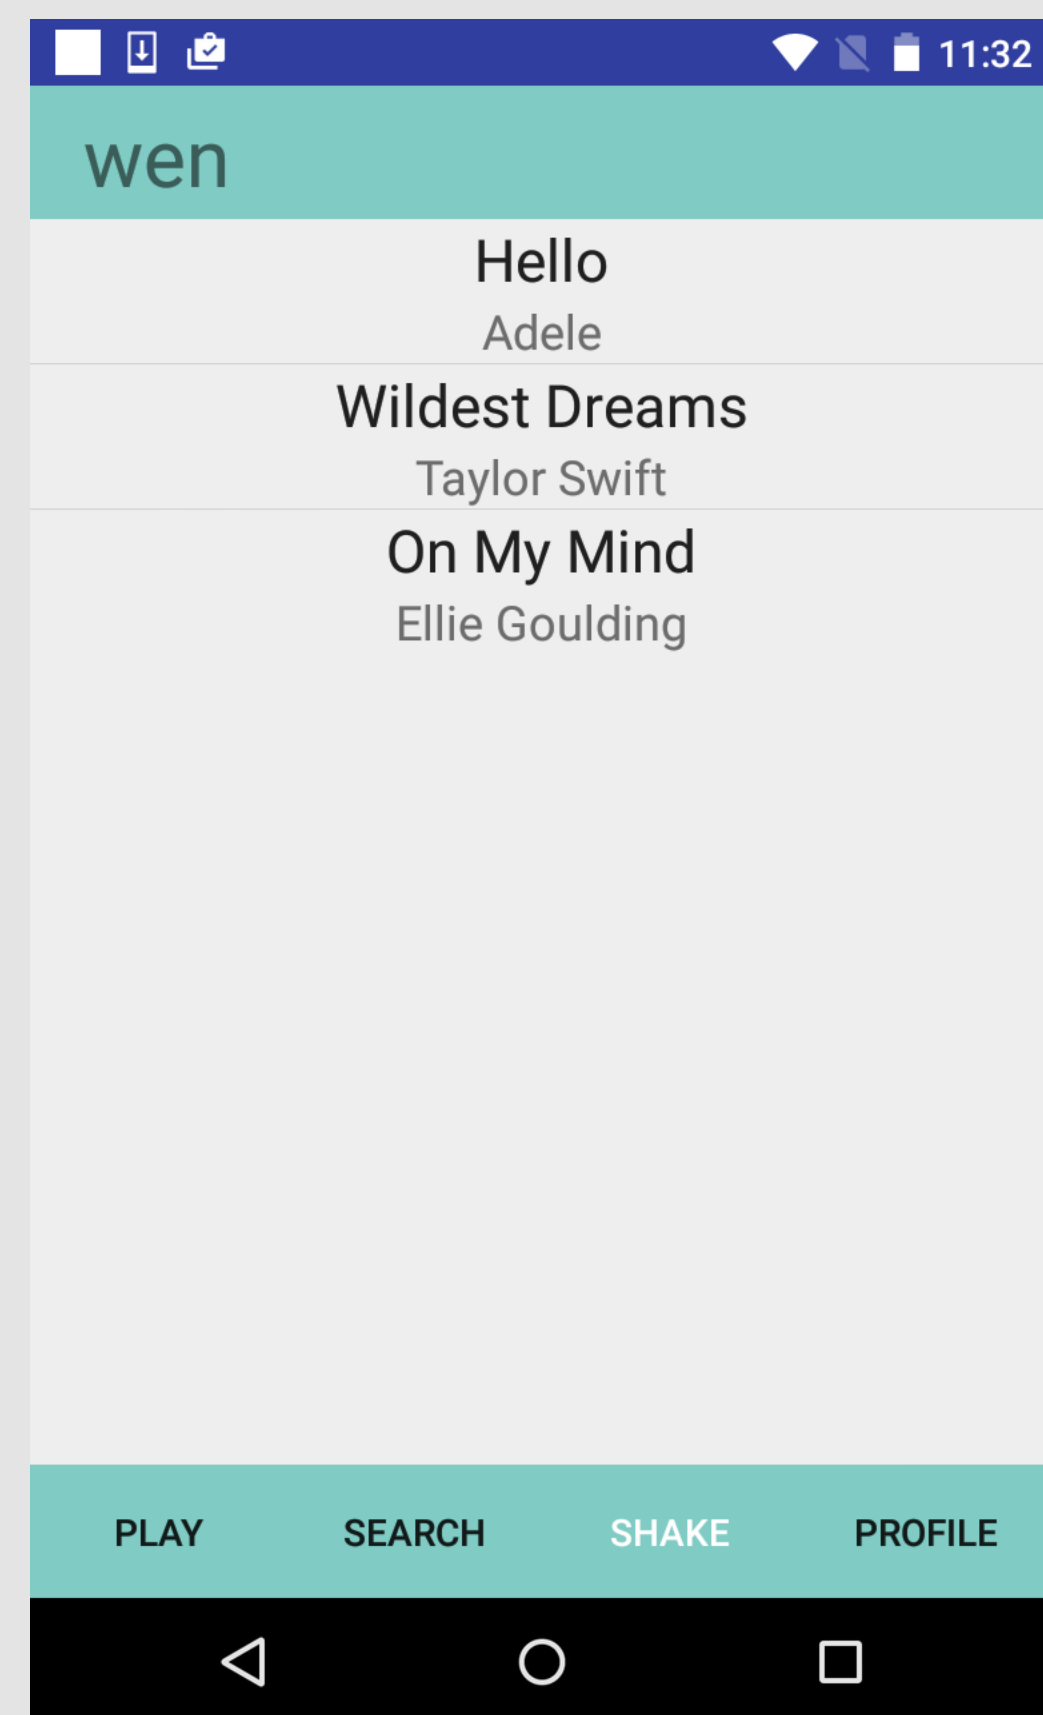 11:32
wen
Hello
Adele
Wildest Dreams
Taylor Swift
On My Mind
Ellie Goulding
PLAY SEARCH SHAKE PROFILE